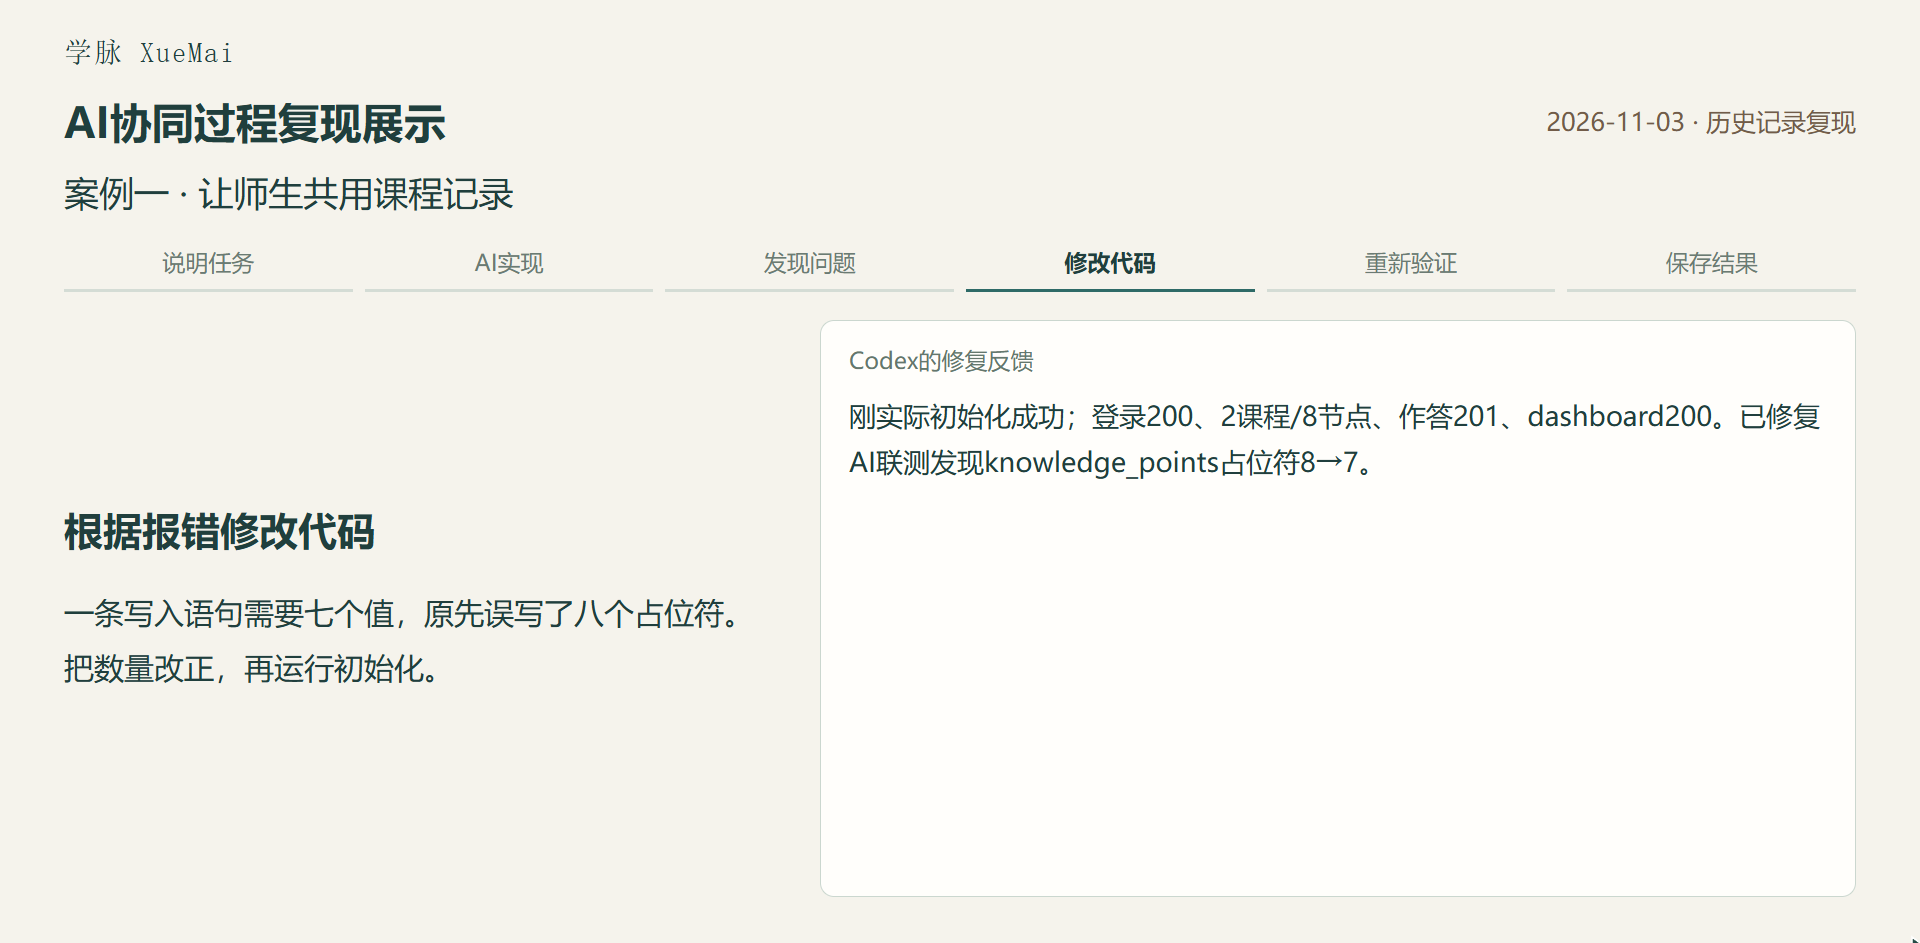 学脉 XueMai
AI协同过程复现展示
2026-11-03 · 历史记录复现
案例一 · 让师生共用课程记录
说明任务
AI实现
发现问题
修改代码
重新验证
保存结果
根据报错修改代码
一条写入语句需要七个值，原先误写了八个占位符。
把数量改正，再运行初始化。
Codex的修复反馈
刚实际初始化成功；登录200、2课程/8节点、作答201、dashboard200。已修复
AI联测发现knowledge_points占位符8→7。